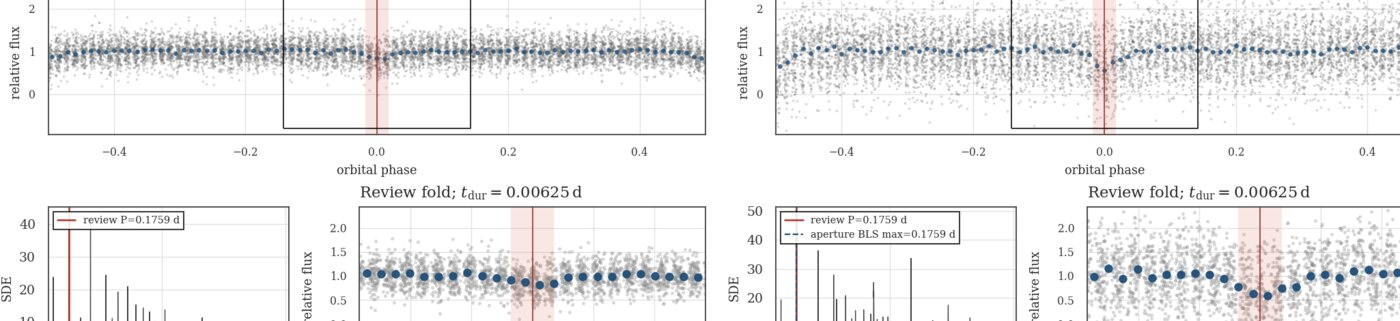 2
1
0
relative flux
−0.4
−0.2
0.0
0.2
0.4
orbital phase
2
1
0
relative flux
−0.4
−0.2
0.0
0.2
0.4
orbital phase
Review fold; t_dur = 0.00625 d
Review fold; t_dur = 0.00625 d
40
30
20
10
SDE
review P=0.1759 d
2.0
1.5
1.0
0.5
relative flux
50
40
30
20
SDE
review P=0.1759 d
aperture BLS max=0.1759 d
2.0
1.5
1.0
0.5
relative flux